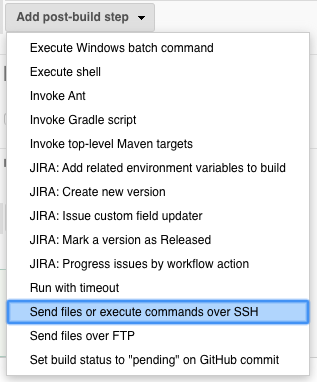 Add post-build step
Execute Windows batch command
Execute shell
Invoke Ant
Invoke Gradle script
Invoke top-level Maven targets
JIRA: Add related environment variables to build
JIRA: Create new version
JIRA: Issue custom field updater
JIRA: Mark a version as Released
JIRA: Progress issues by workflow action
Run with timeout
Send files or execute commands over SSH
Send files over FTP
Set build status to "pending" on GitHub commit